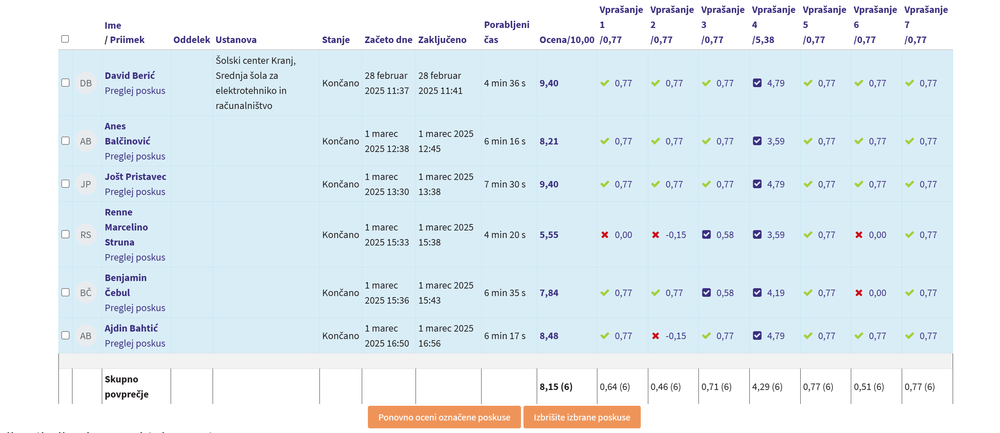 Ime
/ Priimek
Oddelek
Ustanova
Stanje
Začeto dne
Zaključeno
Porabljeni
čas
Ocena/10,00
Vprašanje
1
/0,77
Vprašanje
2
/0,77
Vprašanje
3
/0,77
Vprašanje
4
/5,38
Vprašanje
5
/0,77
Vprašanje
6
/0,77
Vprašanje
7
/0,77
DB
David Berić
Preglej poskus
Šolski center Kranj,
Srednja šola za
elektrotehniko in
računalništvo
Končano
28 februar
2025 11:37
28 februar
2025 11:41
4 min 36 s
9,40
0,77
0,77
0,77
4,79
0,77
0,77
0,77
AB
Anes
Balčinović
Preglej poskus
Končano
1 marec
2025 12:38
1 marec 2025
12:45
6 min 16 s
8,21
0,77
0,77
0,77
3,59
0,77
0,77
0,77
JP
Jošt Pristavec
Preglej poskus
Končano
1 marec
2025 13:30
1 marec 2025
13:38
7 min 30 s
9,40
0,77
0,77
0,77
4,79
0,77
0,77
0,77
RS
Renne
Marcelino
Struna
Preglej poskus
Končano
1 marec
2025 15:33
1 marec 2025
15:38
4 min 20 s
5,55
0,00
-0,15
0,58
3,59
0,77
0,00
0,77
BČ
Benjamin
Čebul
Preglej poskus
Končano
1 marec
2025 15:36
1 marec 2025
15:43
6 min 35 s
7,84
0,77
0,77
0,58
4,19
0,77
0,00
0,77
AB
Ajdin Bahtić
Preglej poskus
Končano
1 marec
2025 16:50
1 marec 2025
16:56
6 min 17 s
8,48
0,77
-0,15
0,77
4,79
0,77
0,77
0,77
Skupno
povprečje
8,15 (6)
0,64 (6)
0,46 (6)
0,71 (6)
4,29 (6)
0,77 (6)
0,51 (6)
0,77 (6)
Ponovno oceni označene poskuse
Izbrišite izbrane poskuse